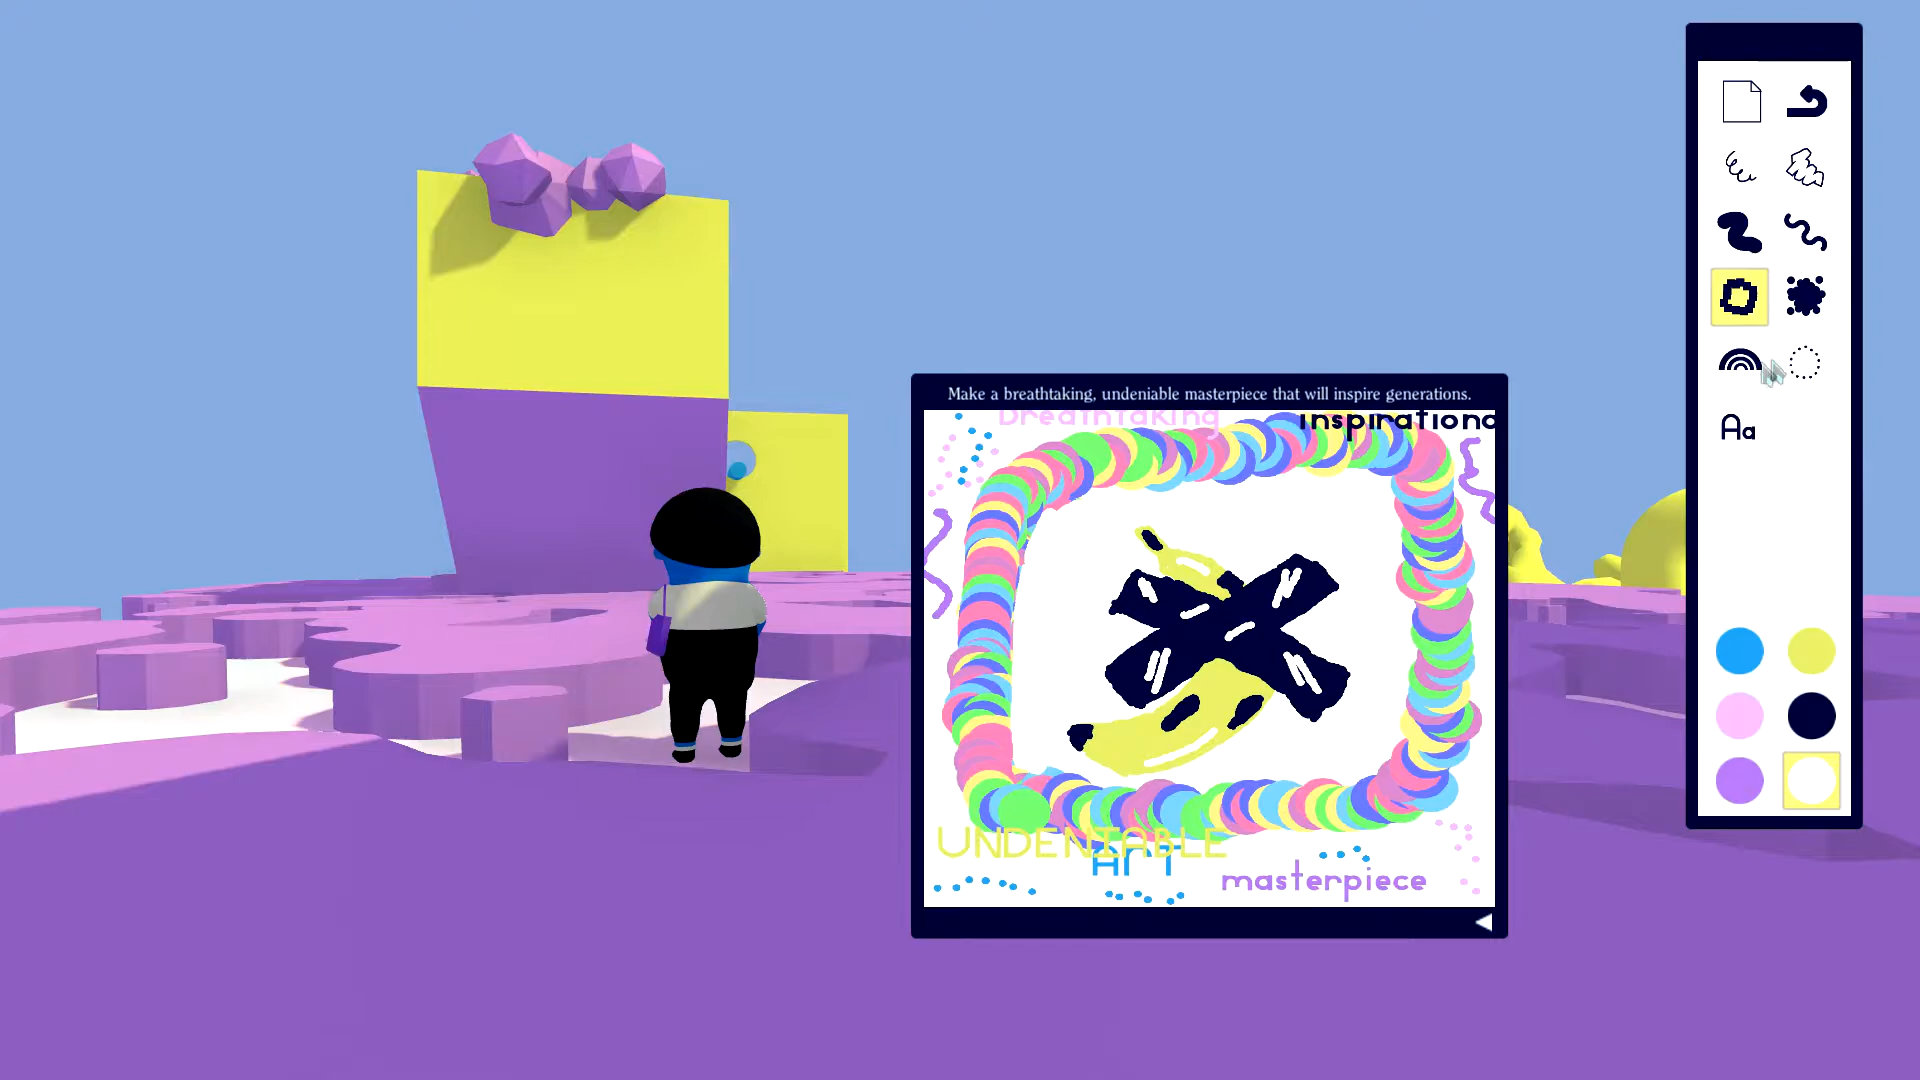 Make a breathtaking, undeniable masterpiece that will inspire generations.
Breathtaking
inspirationa
Aa
UNDENIABLE
Art
masterpiece